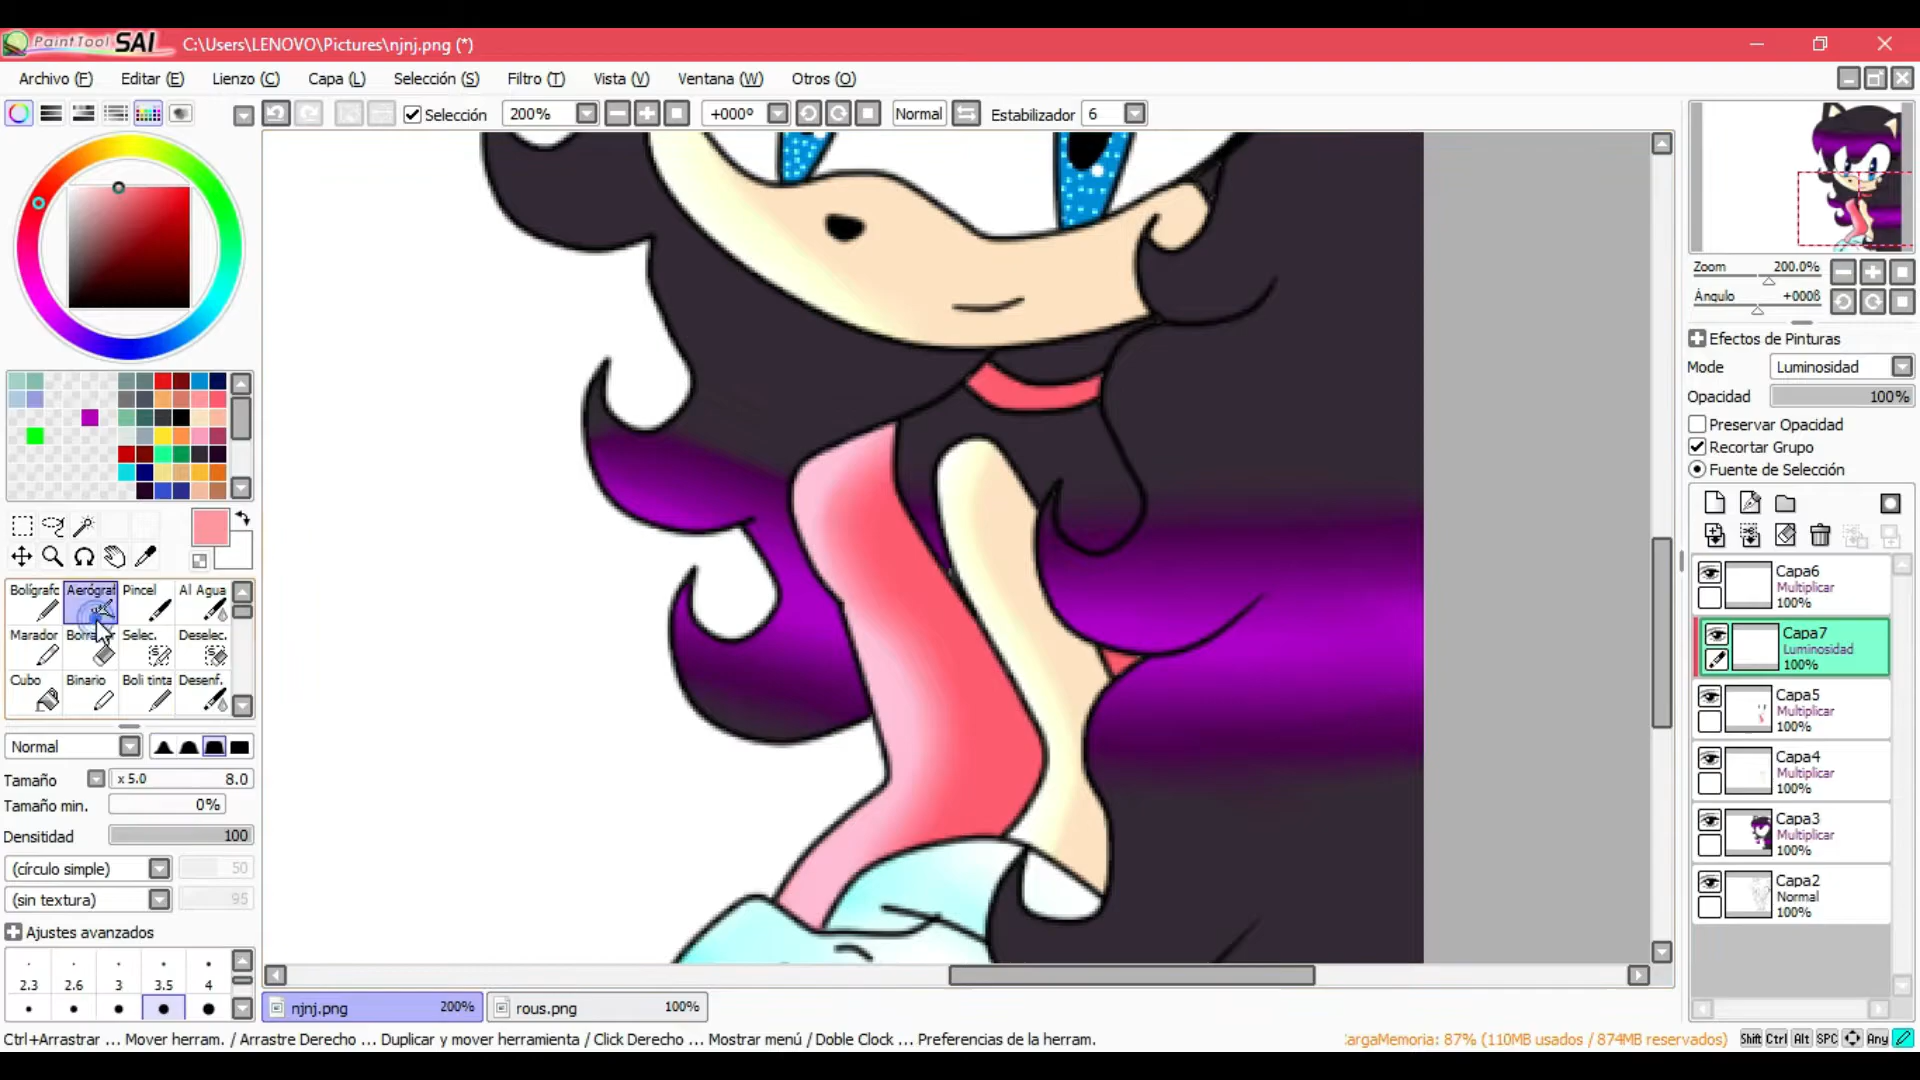 PaintTool SAI C:\Users\LENOVO\Pictures\njnj.png (*)
Archivo (F) Editar (E) Lienzo (C) Capa (L) Selección (S) Filtro (T) Vista (V) Ventana (W) Otros (O)
Selección 200% +000º Normal Estabilizador 6
Zoom 200.0%
Ángulo +000ß
Efectos de Pinturas
Mode Luminosidad
Opacidad 100%
Preservar Opacidad
Recortar Grupo
Fuente de Selección
Capa6
Multiplicar
100%
Capa7
Luminosidad
100%
Capa5
Multiplicar
100%
Capa4
Multiplicar
100%
Capa3
Multiplicar
100%
Capa2
Normal
100%
Bolígrafo Aerógraf Pincel Al Agua
Marador Selec. Deselec.
Cubo Binario Boli tinta Desenf.
Normal
Tamaño x 5.0 8.0
Tamaño min. 0%
Densitidad 100
(círculo simple) 50
(sin textura) 95
Ajustes avanzados
2.3 2.6 3 3.5 4
njnj.png 200% rous.png 100%
Ctrl+Arrastrar ... Mover herram. / Arrastre Derecho ... Duplicar y mover herramienta / Click Derecho ... Mostrar menú / Doble Clock ... Preferencias de la herram.
argaMemoria: 87% (110MB usados / 874MB reservados) Shift Ctrl Alt SPC Any